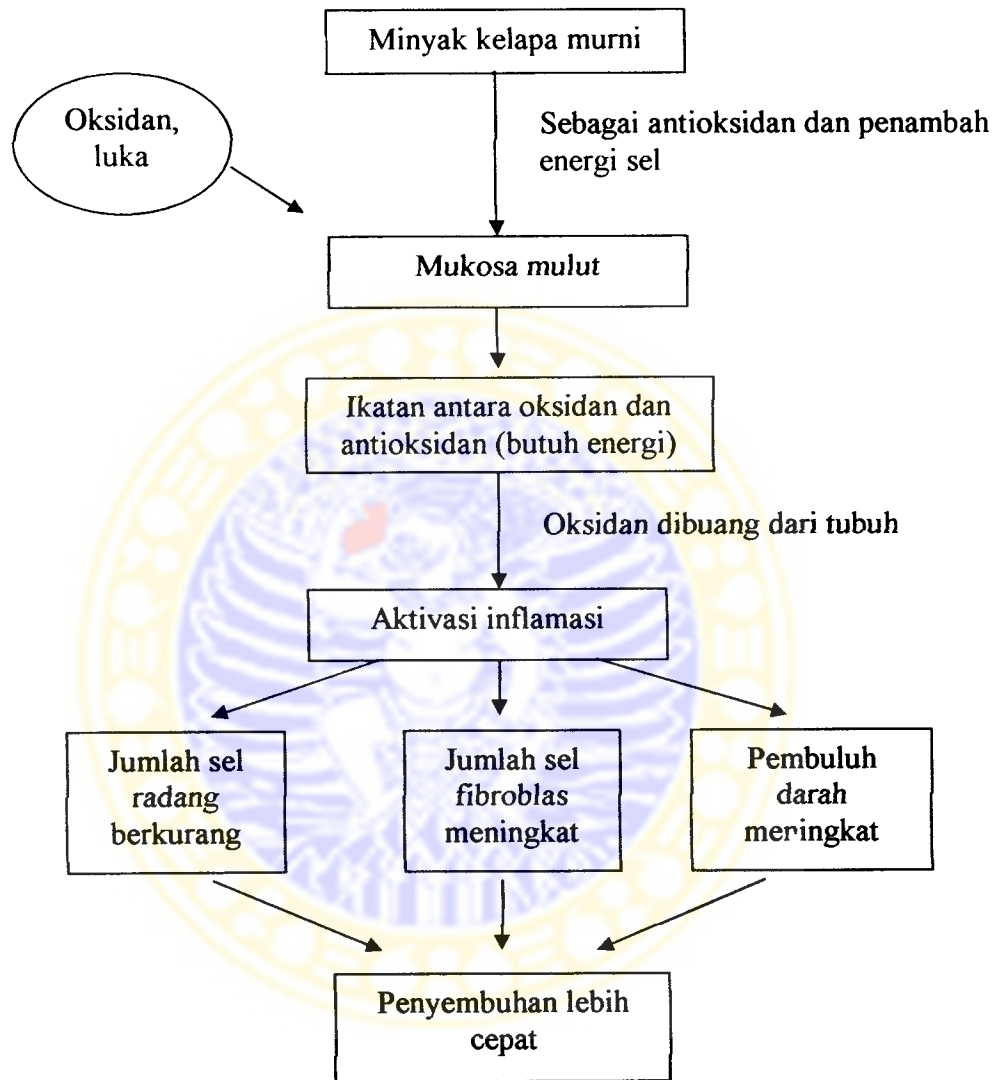 Minyak kelapa murni
Oksidan,
luka
Sebagai antioksidan dan penambah
energi sel
Mukosa mulut
Ikatan antara oksidan dan
antioksidan (butuh energi)
Oksidan dibuang dari tubuh
Aktivasi inflamasi
Jumlah sel
radang
berkurang
Jumlah sel
fibroblas
meningkat
Pembuluh
darah
meningkat
Penyembuhan lebih
cepat